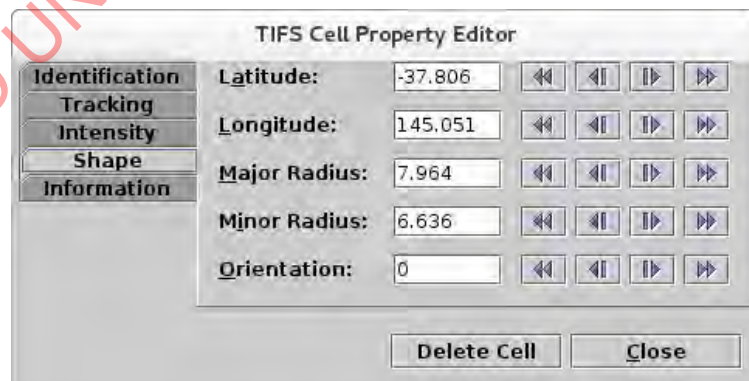 TIFS Cell Property Editor
Identification
Tracking
Intensity
Shape
Information
Latitude: -37.806
Longitude: 145.051
Major Radius: 7.964
Minor Radius: 6.636
Orientation: 0
Delete Cell Close